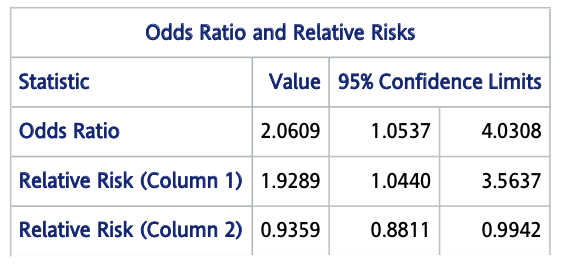 Odds Ratio and Relative Risks
Statistic Value 95% Confidence Limits
Odds Ratio 2.0609 1.0537 4.0308
Relative Risk (Column 1) 1.9289 1.0440 3.5637
Relative Risk (Column 2) 0.9359 0.8811 0.9942